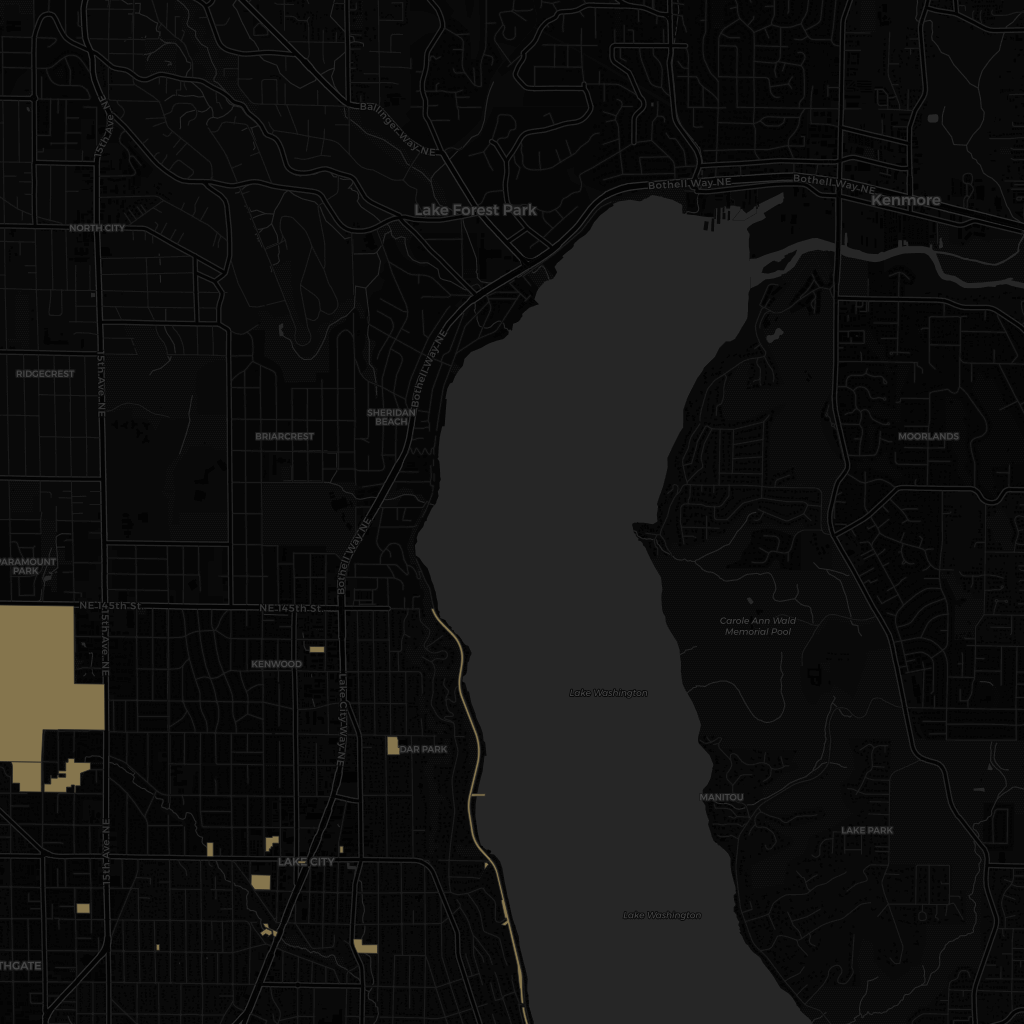 15th Ave NE
Ballinger Way NE
Bothell Way NE
Bothell Way NE
Kenmore
Lake Forest Park
NORTH CITY
Bothell Way NE
RIDGECREST
5th Ave NE
SHERIDAN
BEACH
BRIARCREST
MOORLANDS
Bothell Way NE
PARAMOUNT
PARK
NE 145th St
NE 145th St
15th Ave NE
Carole Ann Wald
Memorial Pool
KENWOOD
Lake City Way NE
Lake Washington
DAR PARK
MANITOU
LAKE PARK
15th Ave NE
LAKE CITY
Lake Washington
THGATE